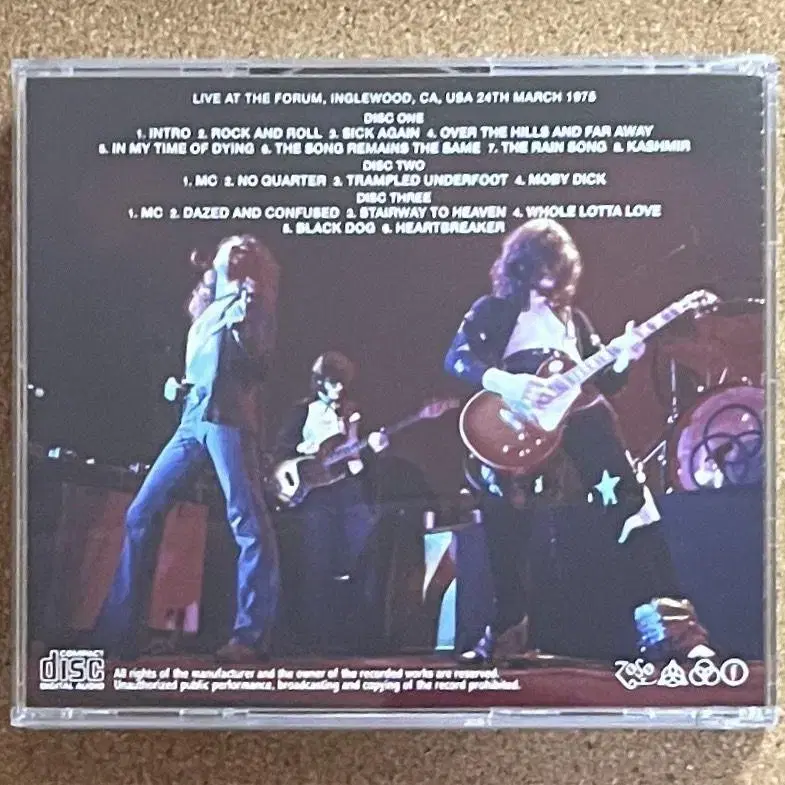 LIVE AT THE FORUM, INGLEWOOD, CA, USA 24TH MARCH 1975
DISC ONE
1. INTRO 2. ROCK AND ROLL 3. SICK AGAIN 4. OVER THE HILLS AND FAR AWAY
5. IN MY TIME OF DYING 6. THE SONG REMAINS THE SAME 7. THE RAIN SONG 8. KASHMIR
DISC TWO
1. MC 2. NO QUARTER 3. TRAMPLED UNDERFOOT 4. MOBY DICK
DISC THREE
1. MC 2. DAZED AND CONFUSED 3. STAIRWAY TO HEAVEN 4. WHOLE LOTTA LOVE
5. BLACK DOG 6. HEARTBREAKER
COMPACT
disc
DIGITAL AUDIO
All rights of the manufacturer and the owner of the recorded works are reserved.
Unauthorized public performance, broadcasting and copying of the record prohibited.
ZoSo